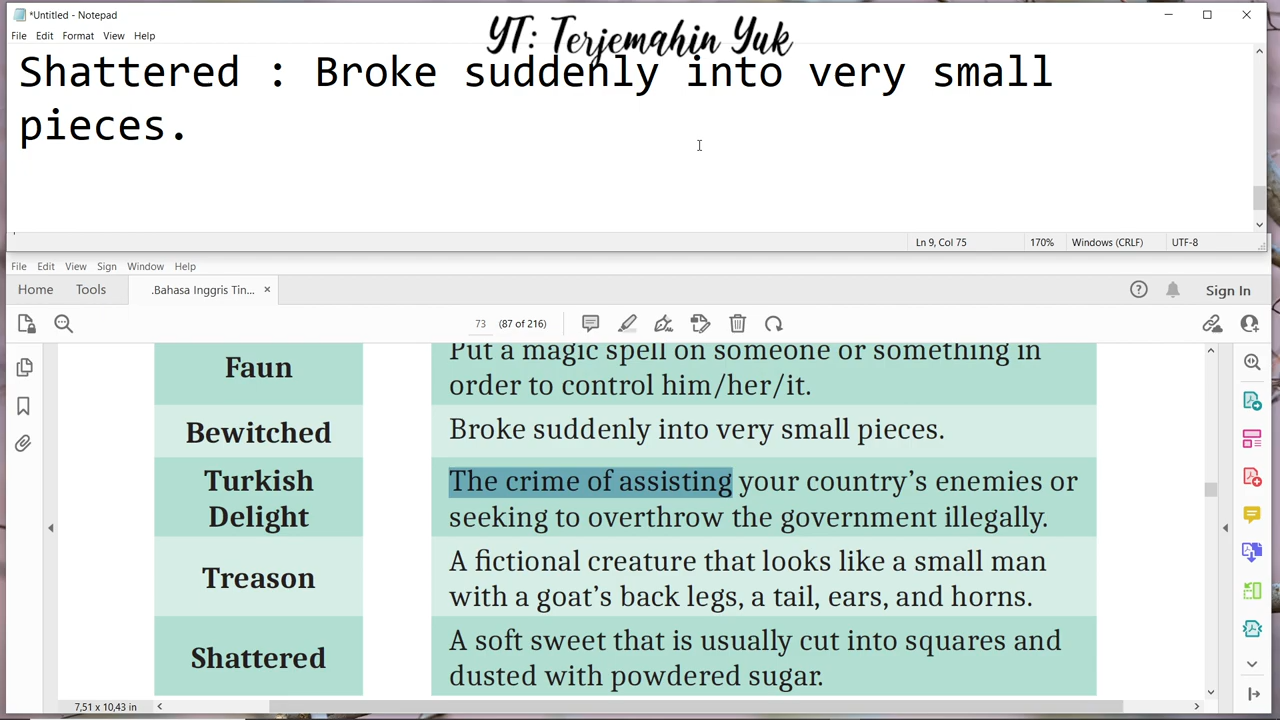 *Untitled - Notepad
YT: Terjemahin Yuk
File Edit Format View Help
Shattered : Broke suddenly into very small
pieces.
Ln 9, Col 75 170% Windows (CRLF) UTF-8
File Edit View Sign Window Help
Home Tools .Bahasa Inggris Tin... × Sign In
73 (87 of 216)
Faun
Put a magic spell on someone or something in
order to control him/her/it.
Bewitched
Broke suddenly into very small pieces.
Turkish
Delight
The crime of assisting your country’s enemies or
seeking to overthrow the government illegally.
Treason
A fictional creature that looks like a small man
with a goat’s back legs, a tail, ears, and horns.
Shattered
A soft sweet that is usually cut into squares and
dusted with powdered sugar.
7,51 x 10,43 in